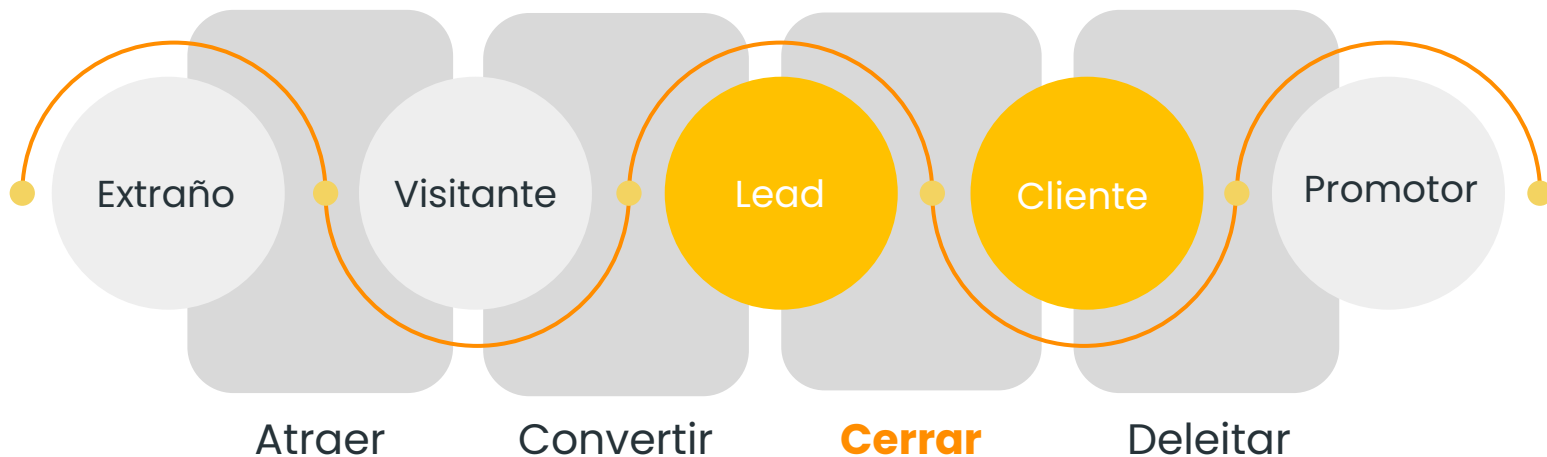 Extraño
Visitante
Lead
Cliente
Promotor
Atraer
Convertir
Cerrar
Deleitar